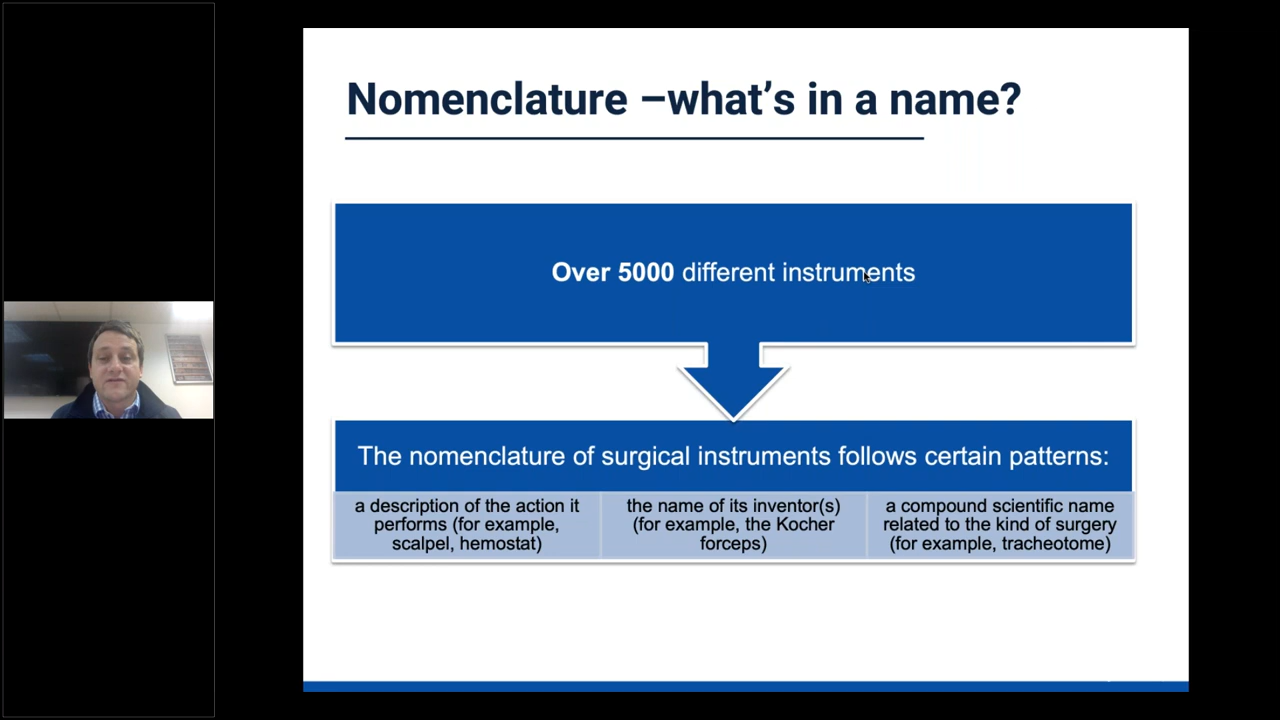 Nomenclature –what's in a name?
Over 5000 different instruments
The nomenclature of surgical instruments follows certain patterns:
a description of the action it
performs (for example,
scalpel, hemostat)
the name of its inventor(s)
(for example, the Kocher
forceps)
a compound scientific name
related to the kind of surgery
(for example, tracheotome)